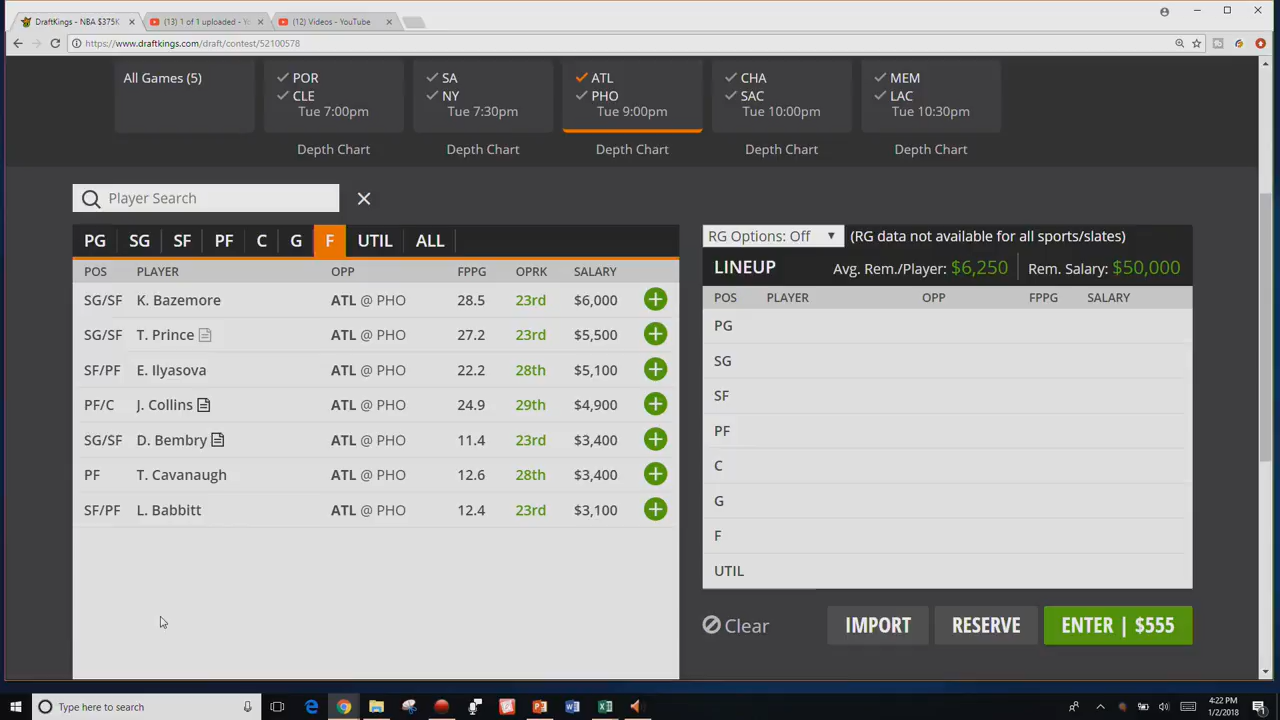 DraftKings - NBA $375K
(13) 1 of 1 uploaded - Yo
(12) Videos - YouTube
https://www.draftkings.com/draft/contest/52100578
All Games (5)
POR
CLE
Tue 7:00pm
SA
NY
Tue 7:30pm
ATL
PHO
Tue 9:00pm
CHA
SAC
Tue 10:00pm
MEM
LAC
Tue 10:30pm
Depth Chart Depth Chart Depth Chart Depth Chart Depth Chart
Player Search
PG SG SF PF C G F UTIL ALL
POS PLAYER OPP FPPG OPRK SALARY
SG/SF K. Bazemore ATL @ PHO 28.5 23rd $6,000
SG/SF T. Prince ATL @ PHO 27.2 23rd $5,500
SF/PF E. Ilyasova ATL @ PHO 22.2 28th $5,100
PF/C J. Collins ATL @ PHO 24.9 29th $4,900
SG/SF D. Bembry ATL @ PHO 11.4 23rd $3,400
PF T. Cavanaugh ATL @ PHO 12.6 28th $3,400
SF/PF L. Babbitt ATL @ PHO 12.4 23rd $3,100
RG Options: Off (RG data not available for all sports/slates)
LINEUP Avg. Rem./Player: $6,250 Rem. Salary: $50,000
POS PLAYER OPP FPPG SALARY
PG
SG
SF
PF
C
G
F
UTIL
Clear IMPORT RESERVE ENTER | $555
Type here to search
4:22 PM
1/2/2018